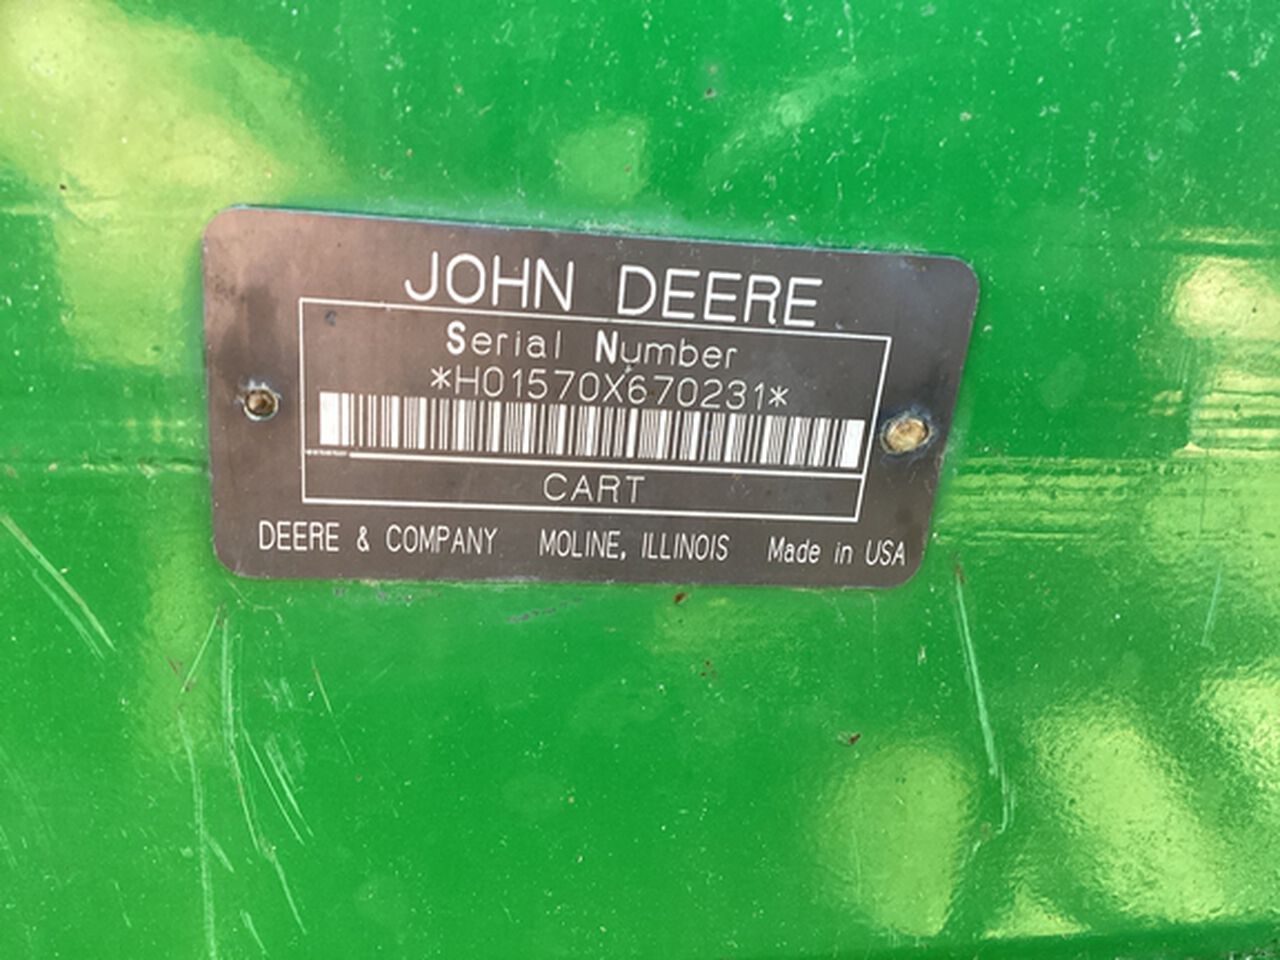 JOHN DEERE
Serial Number
*H01570X670231*
CART
DEERE & COMPANY MOLINE, ILLINOIS Made in USA